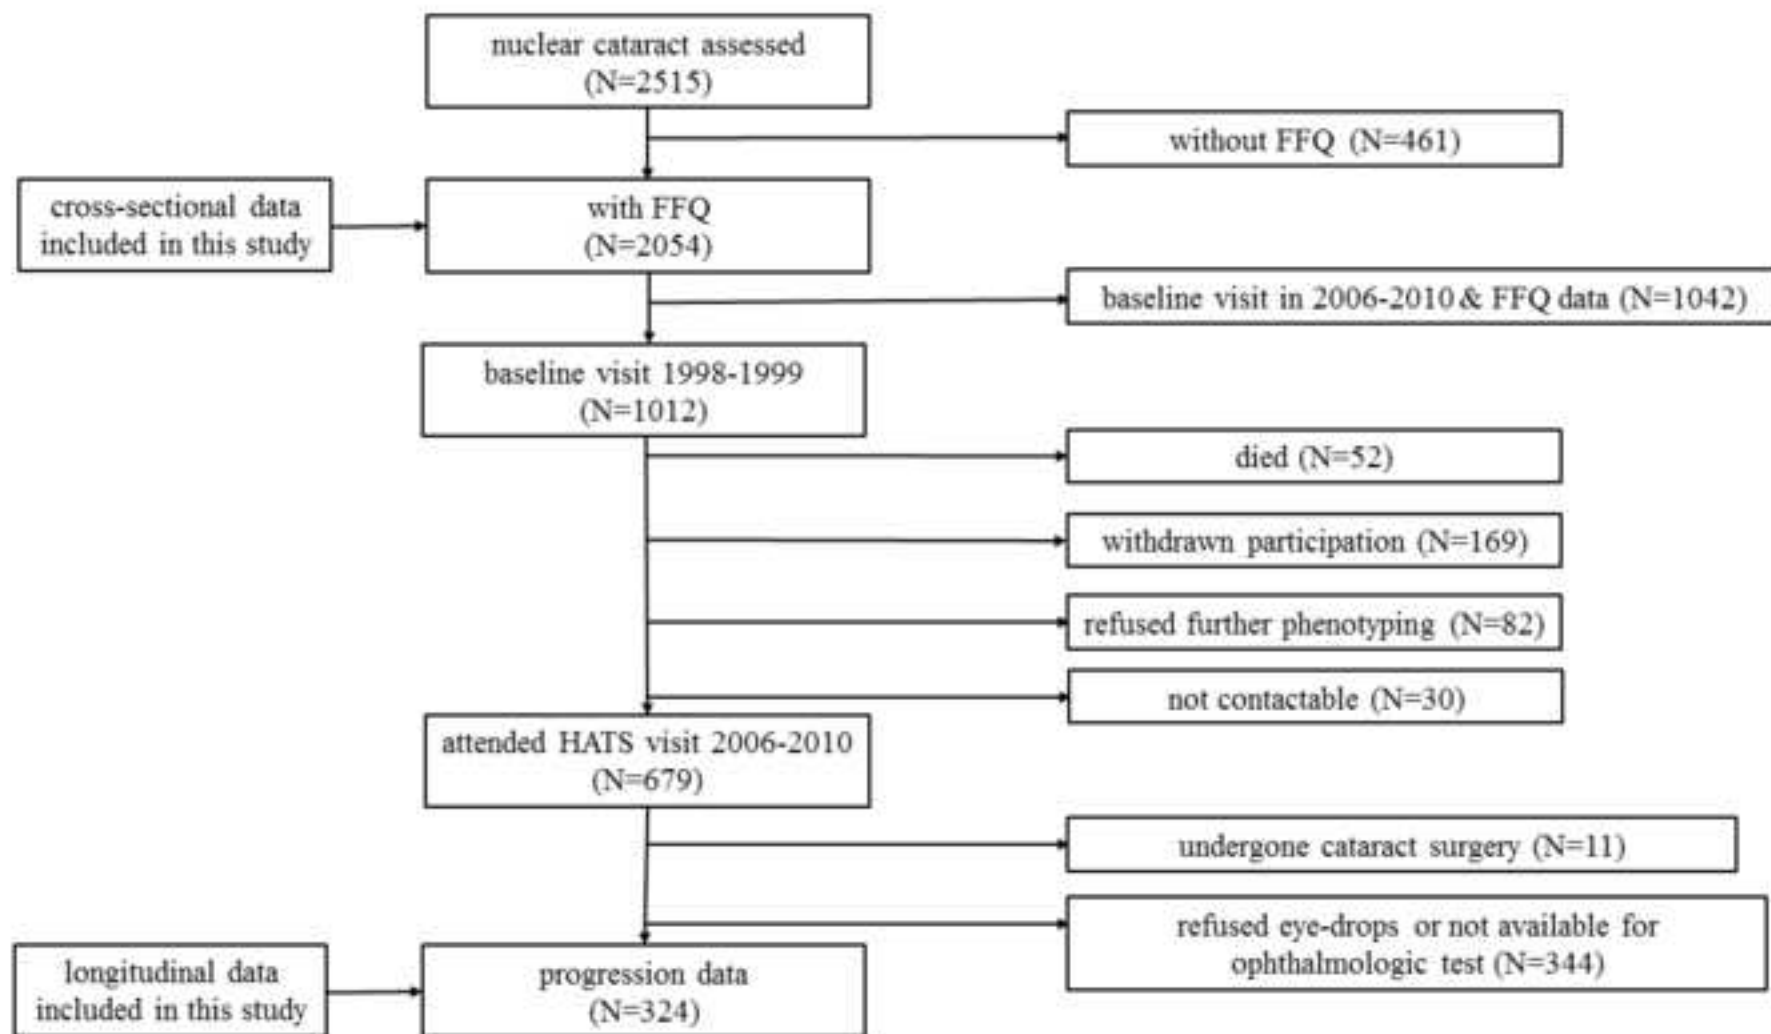 nuclear cataract assessed
(N=2515)
without FFQ (N=461)
cross-sectional data
included in this study
with FFQ
(N=2054)
baseline visit in 2006-2010 & FFQ data (N=1042)
baseline visit 1998-1999
(N=1012)
died (N=52)
withdrawn participation (N=169)
refused further phenotyping (N=82)
not contactable (N=30)
attended HATS visit 2006-2010
(N=679)
undergone cataract surgery (N=11)
refused eye-drops or not available for
ophthalmologic test (N=344)
longitudinal data
included in this study
progression data
(N=324)